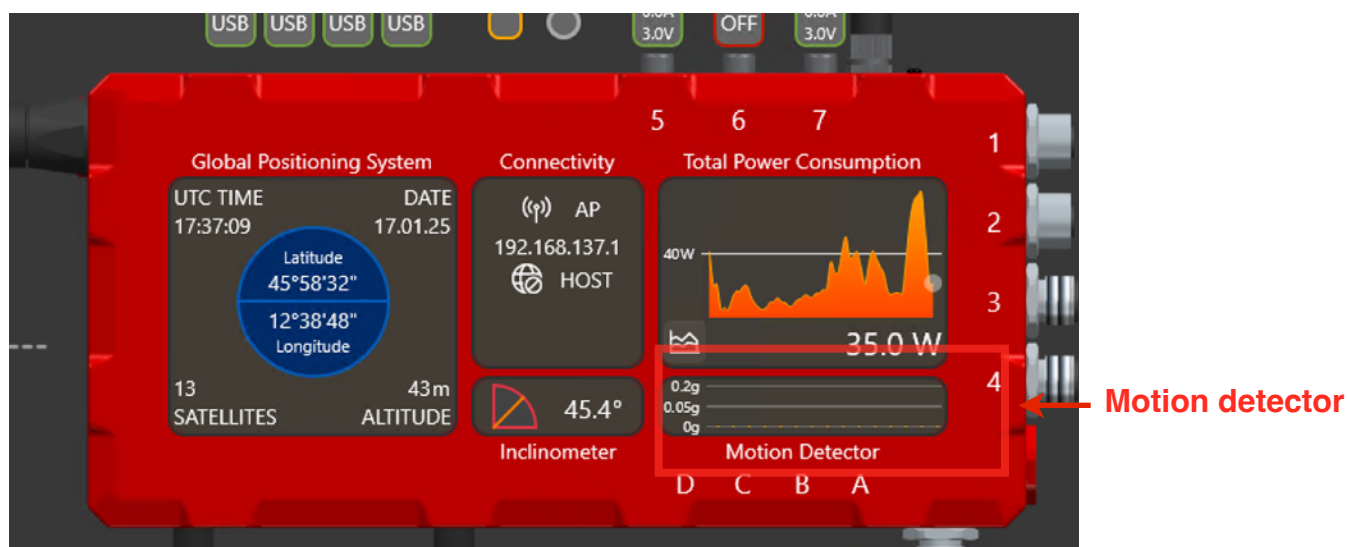 USB USB USB USB
3.0V
OFF
3.0V
5 6 7
1
2
3
4
Global Positioning System
UTC TIME DATE
17:37:09 17.01.25
Latitude
45°58'32"
12°38'48"
Longitude
13 43m
SATELLITES ALTITUDE
Connectivity
AP
192.168.137.1
HOST
45.4°
Inclinometer
Total Power Consumption
40W
35.0 W
0.2g
0.05g
0g
Motion Detector
D C B A
Motion detector